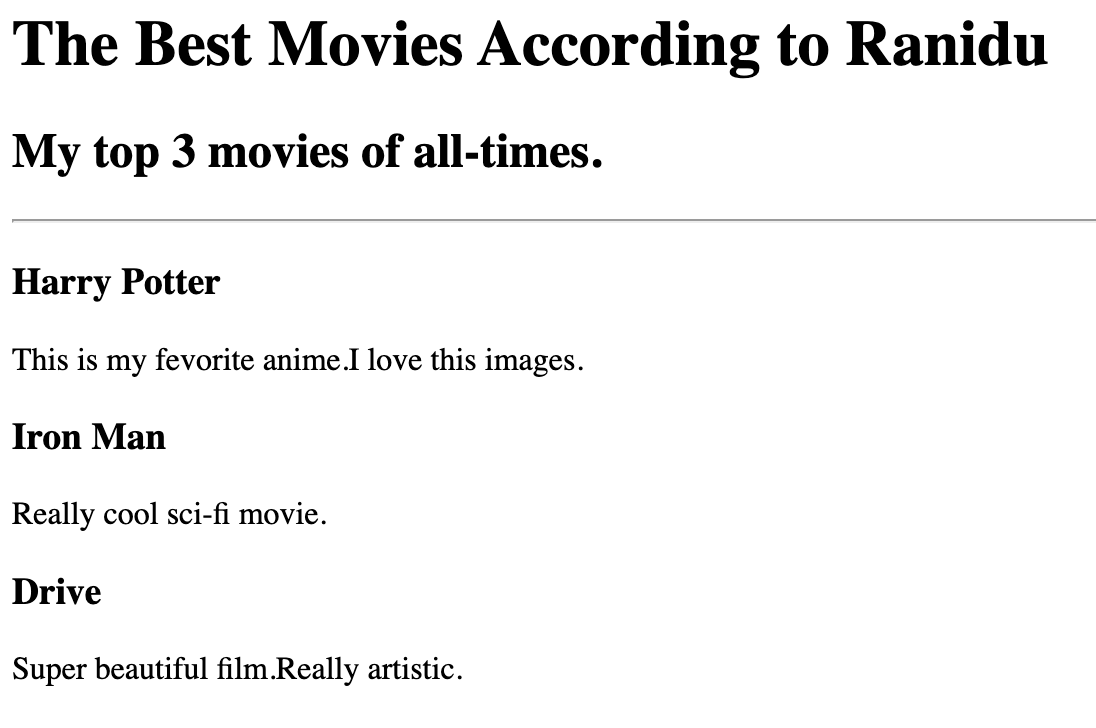 The Best Movies According to Ranidu
My top 3 movies of all-times.
Harry Potter
This is my fevorite anime.I love this images.
Iron Man
Really cool sci-fi movie.
Drive
Super beautiful film.Really artistic.